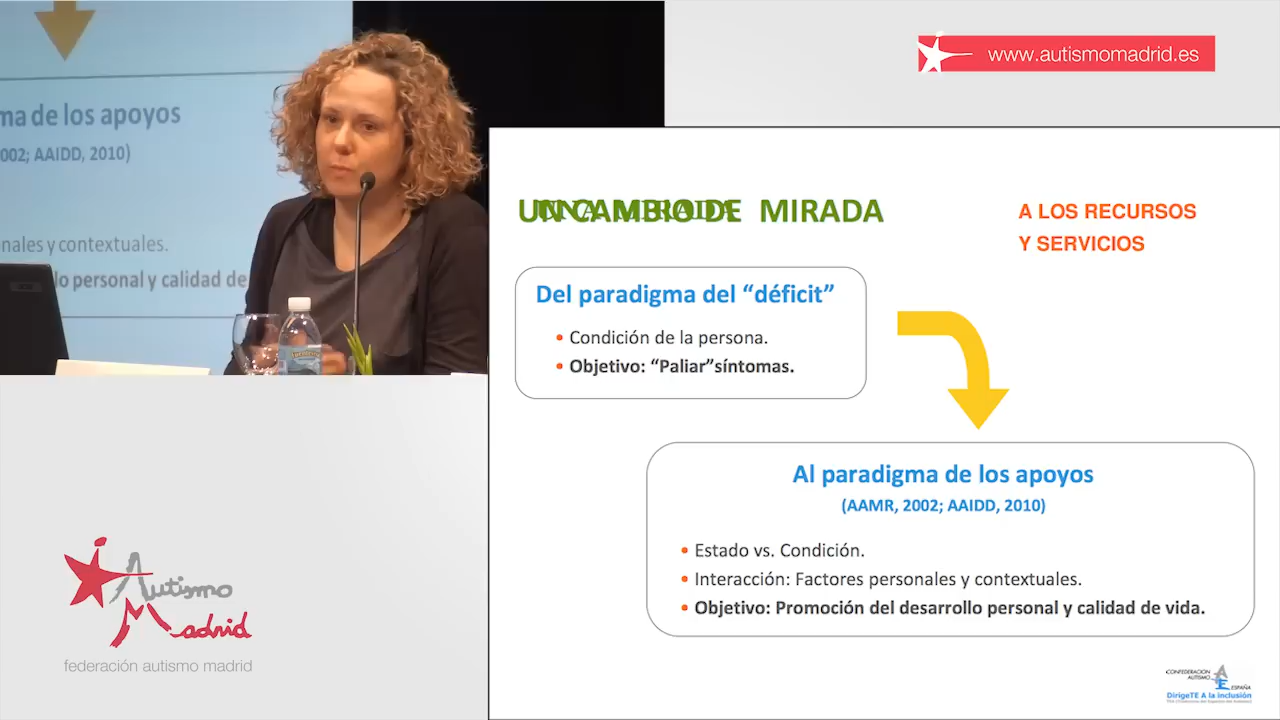 ma de los apoyos
002; AAIDD, 2010)
nales y contextuales.
lo personal y calidad de
www.autismomadrid.es
UN CAMBIO DE MIRADA
A LOS RECURSOS
Y SERVICIOS
Del paradigma del “déficit”
• Condición de la persona.
• Objetivo: “Paliar”síntomas.
Al paradigma de los apoyos
(AAMR, 2002; AAIDD, 2010)
• Estado vs. Condición.
• Interacción: Factores personales y contextuales.
• Objetivo: Promoción del desarrollo personal y calidad de vida.
Autismo
Madrid
federación autismo madrid
CONFEDERACION
AUTISMO
ESPAÑA
DirigeTE A la inclusión